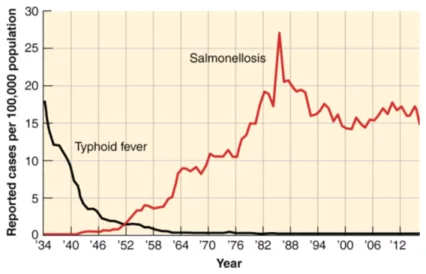 Reported cases per 100,000 population
30
25
20
15
10
5
0
Salmonellosis
Typhoid fever
'34 '40 '46 '52 '58 '64 '70 '76 '82 '88 '94 '00 '06 '12
Year